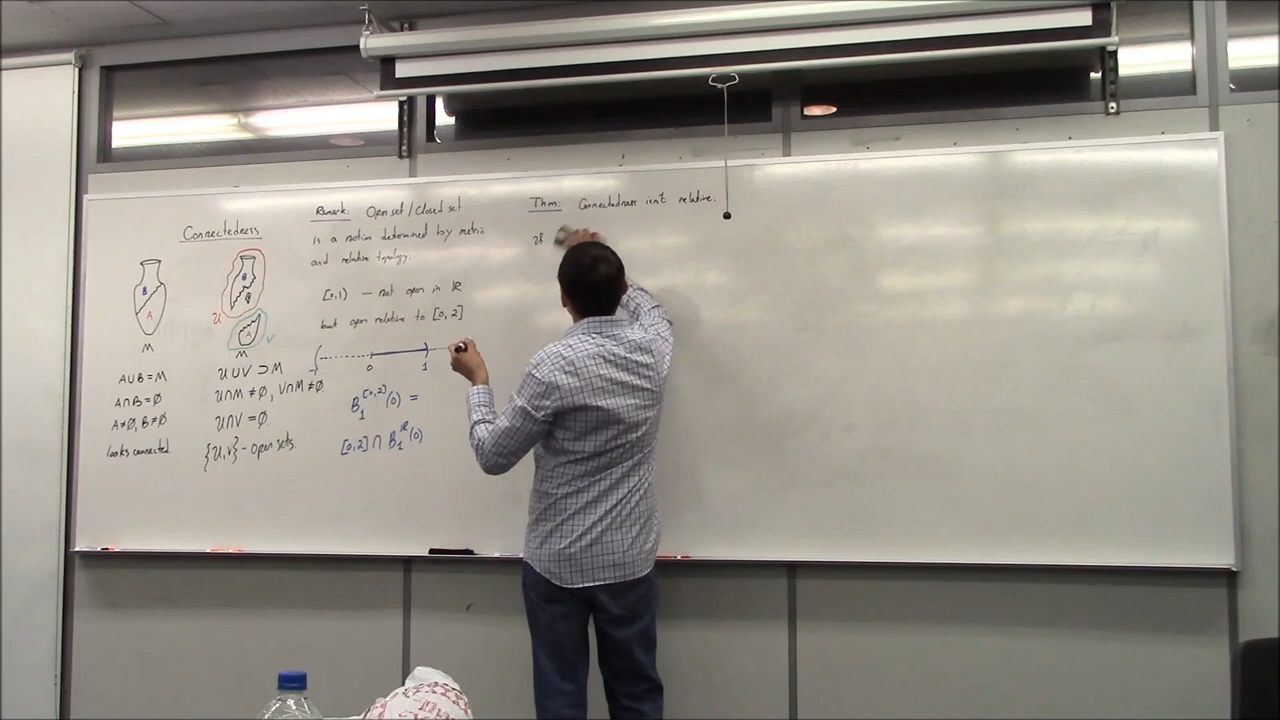 Connectedness
B
A
M
A∪B = M
A∩B = ∅
A≠∅, B≠∅
looks connected.
B
U
A
V
M
U∪V ⊃ M
U∩M ≠ ∅, V∩M ≠ ∅.
U∩V = ∅.
{U,V} - open sets.
Remark: Open set / Closed set
is a notion determined by metric
and relative topology.
[0,1) — not open in ℝ
but open relative to [0,2]
0 1
B₁^[0,2](0) =
[0,2] ∩ B₁^ℝ(0)
Thm: Connectedness isn't relative.
If